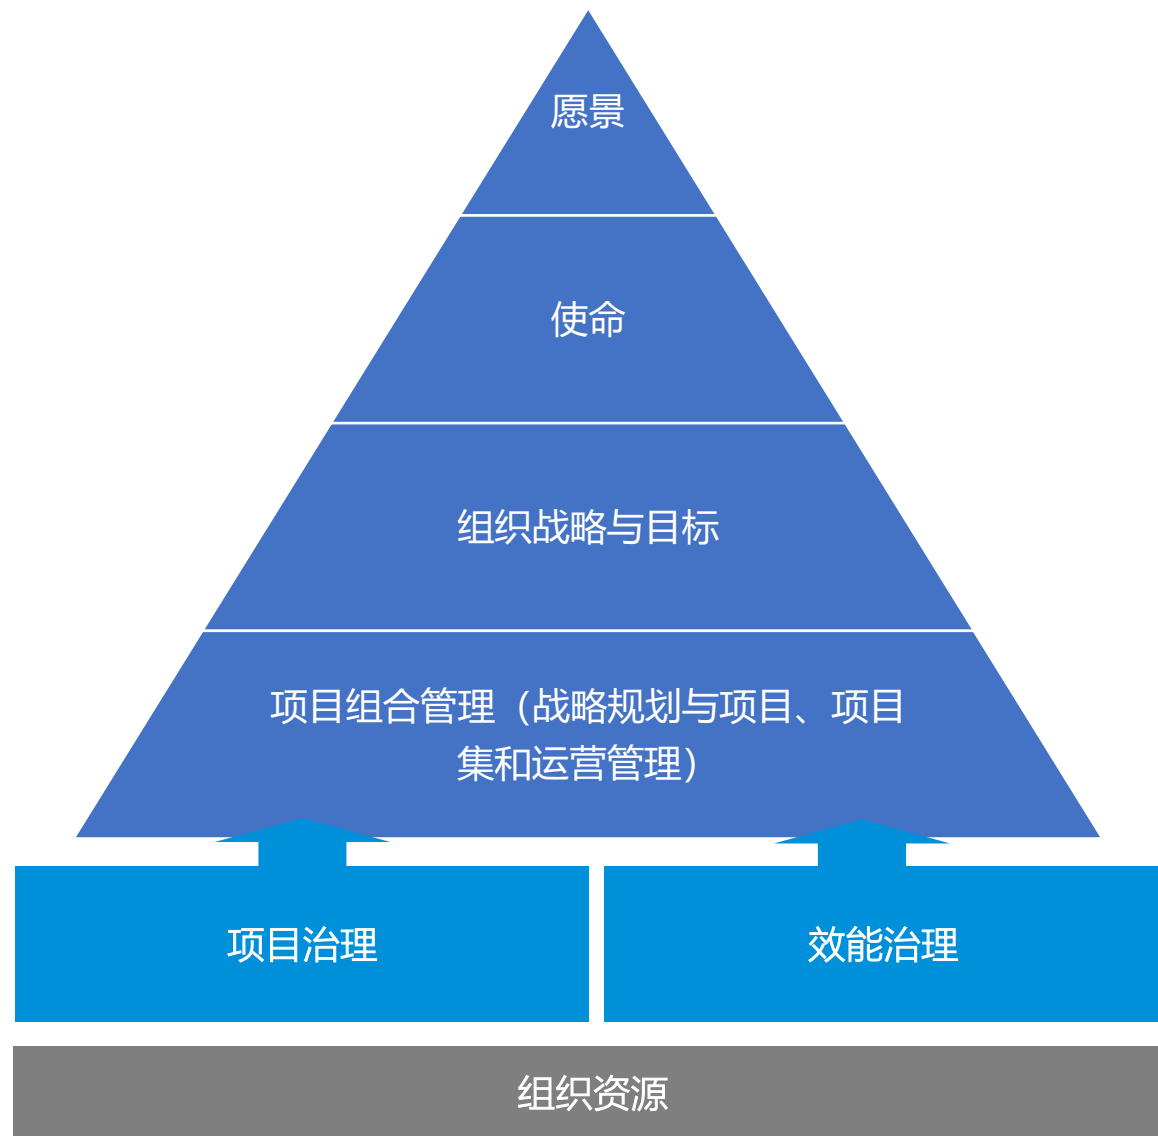 愿景
使命
组织战略与目标
项目组合管理（战略规划与项目、项目
集和运营管理）
项目治理
效能治理
组织资源